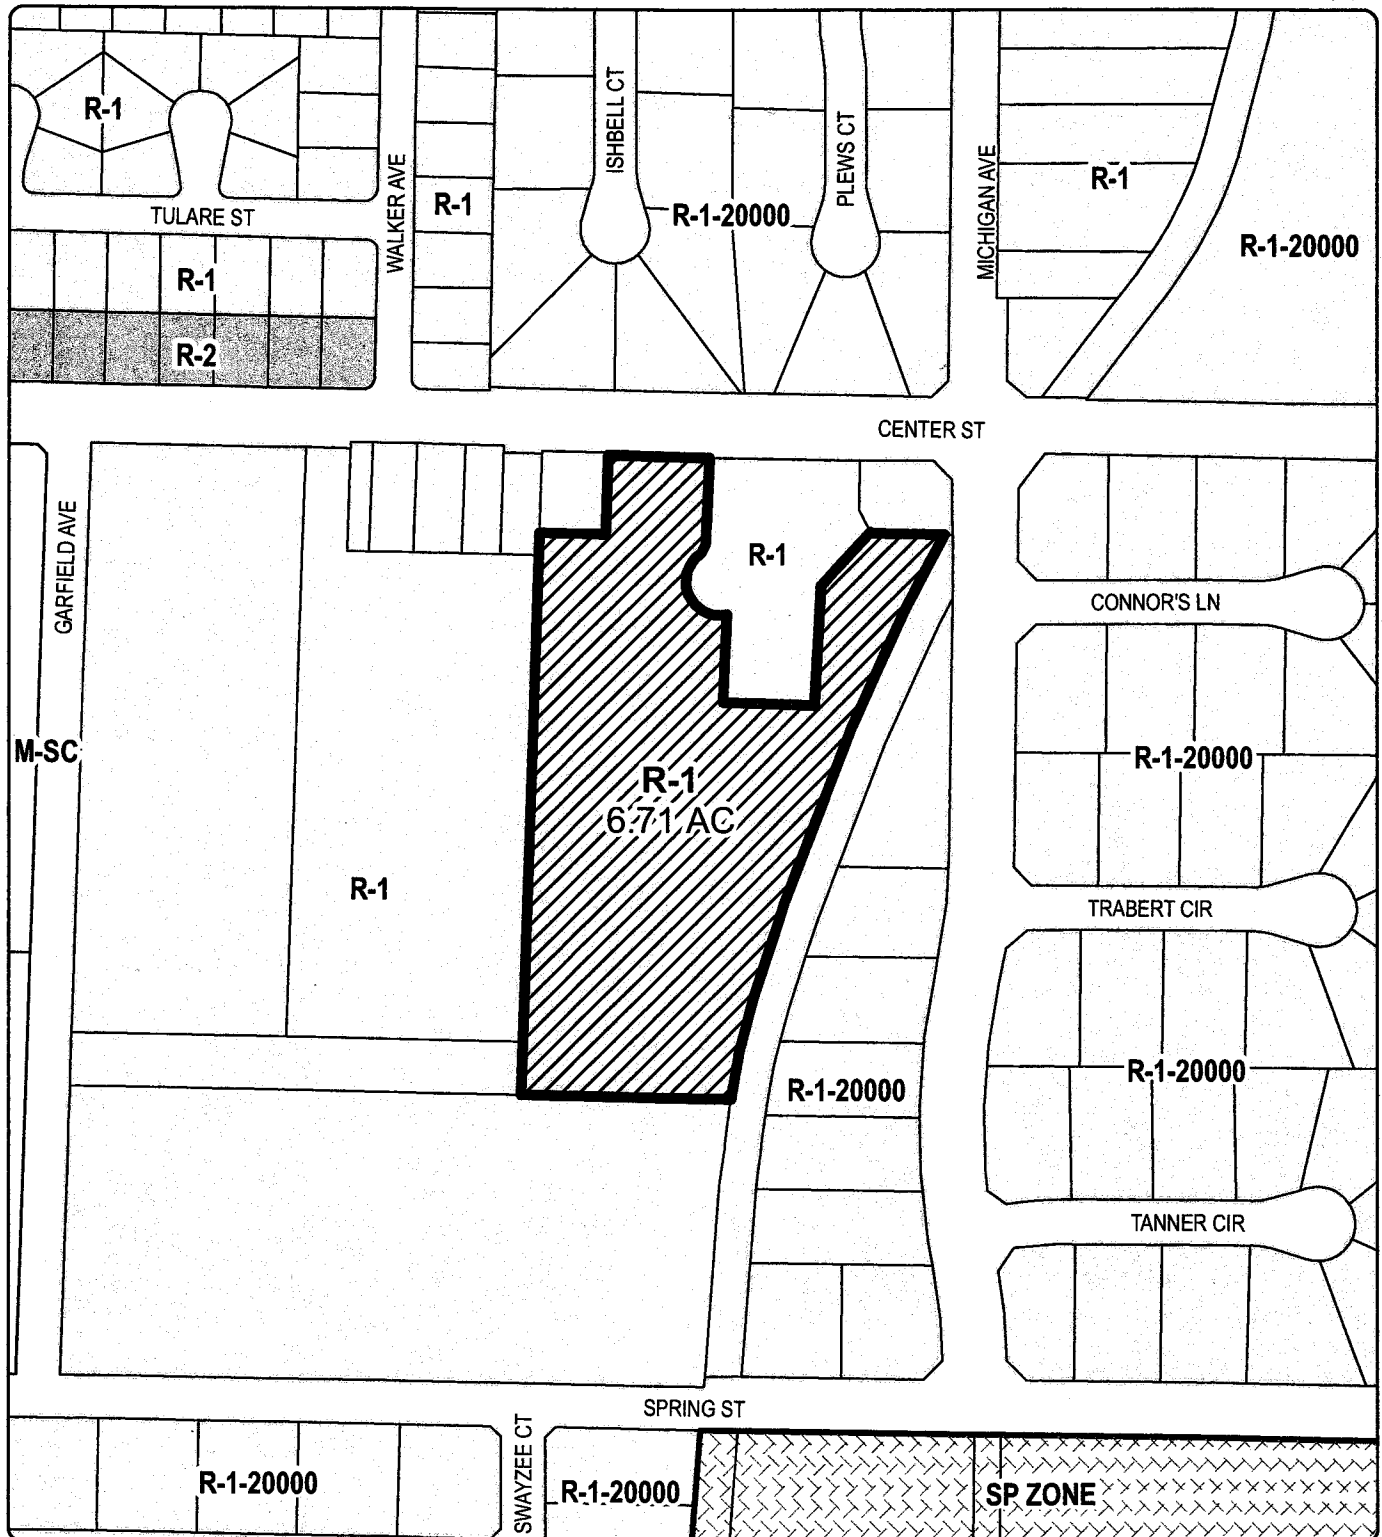 R-1
TULARE ST
R-1
R-2
WALKER AVE
R-1
ISHBELL CT
R-1-20000
PLEWS CT
MICHIGAN AVE
R-1
R-1-20000
CENTER ST
GARFIELD AVE
M-SC
R-1
R-1
R-1
6.71 AC
CONNOR'S LN
R-1-20000
TRABERT CIR
R-1-20000
R-1-20000
TANNER CIR
SPRING ST
R-1-20000
SWAYZEE CT
R-1-20000
SP ZONE